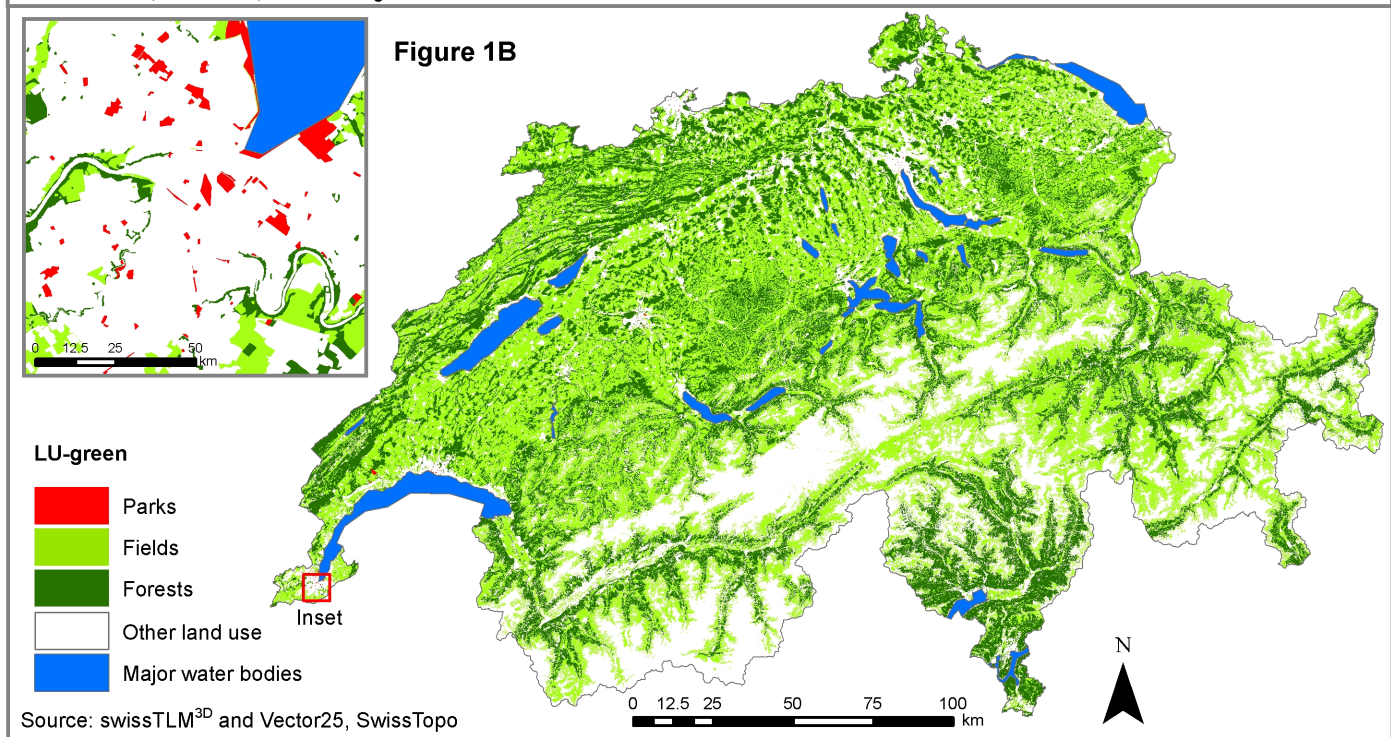 Figure 1B
0 12.5 25 50
km
LU-green
Parks
Fields
Forests
Other land use
Major water bodies
Inset
N
0 12.5 25 50 75 100
km
Source: swissTLM3D and Vector25, SwissTopo